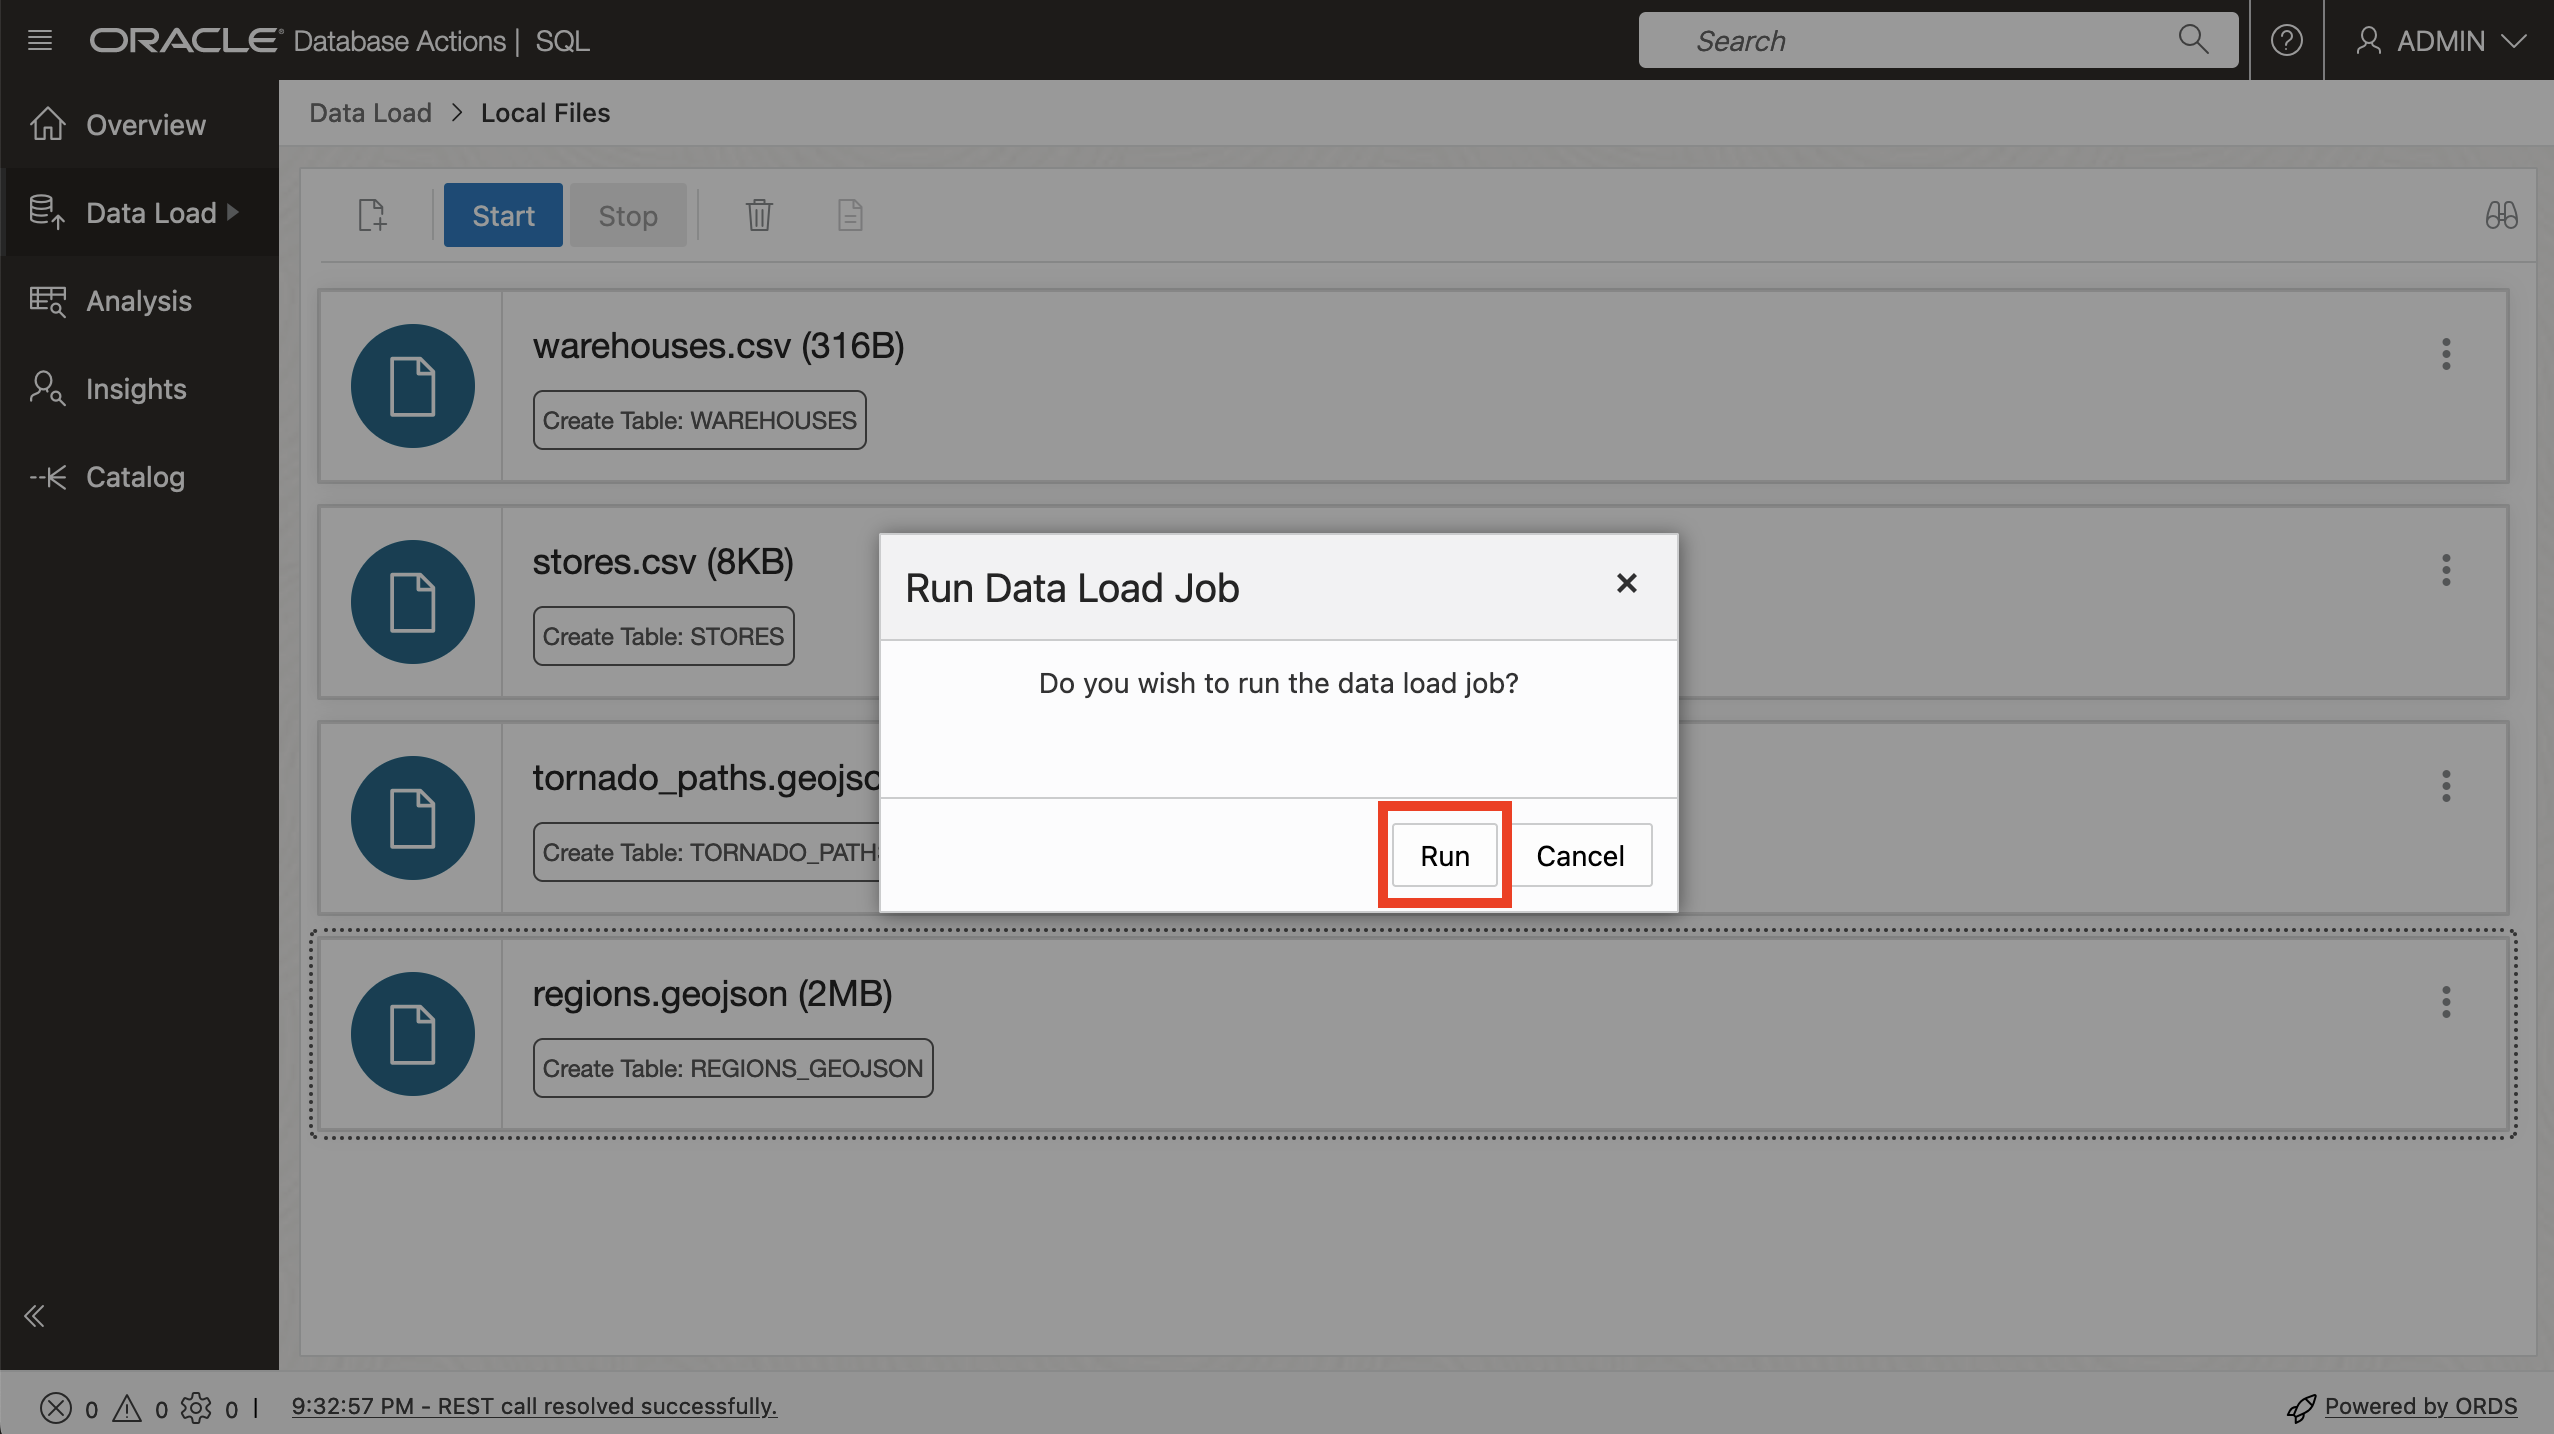 ORACLE Database Actions | SQL
Search
ADMIN
Overview
Data Load
Analysis
Insights
Catalog
Data Load > Local Files
Start
Stop
warehouses.csv (316B)
Create Table: WAREHOUSES
stores.csv (8KB)
Create Table: STORES
tornado_paths.geojso
Create Table: TORNADO_PATH
regions.geojson (2MB)
Create Table: REGIONS_GEOJSON
Run Data Load Job
Do you wish to run the data load job?
Run
Cancel
0 0 0 | 9:32:57 PM - REST call resolved successfully.
Powered by ORDS